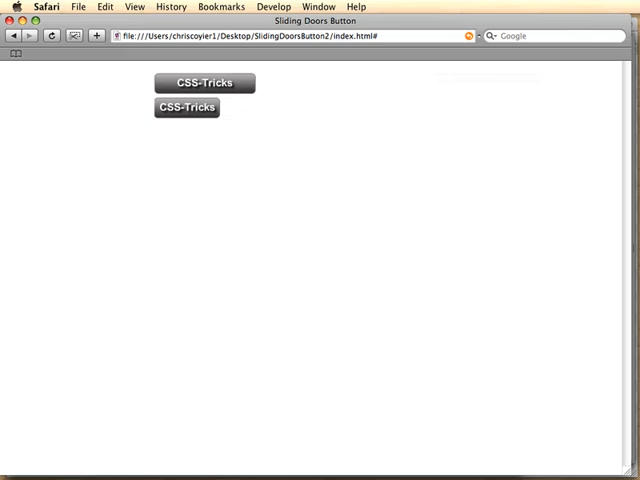 Safari File Edit View History Bookmarks Develop Window Help
Sliding Doors Button
file:///Users/chriscoyier1/Desktop/SlidingDoorsButton2/index.html#
Google
CSS-Tricks
CSS-Tricks